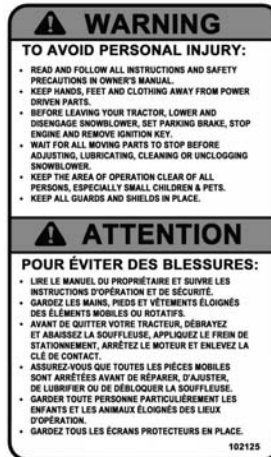 WARNING
TO AVOID PERSONAL INJURY:
• READ AND FOLLOW ALL INSTRUCTIONS AND SAFETY
PRECAUTIONS IN OWNER'S MANUAL.
• KEEP HANDS, FEET AND CLOTHING AWAY FROM POWER
DRIVEN PARTS.
• BEFORE LEAVING YOUR TRACTOR, LOWER AND
DISENGAGE SNOWBLOWER, SET PARKING BRAKE, STOP
ENGINE AND REMOVE IGNITION KEY.
• WAIT FOR ALL MOVING PARTS TO STOP BEFORE
ADJUSTING, LUBRICATING, CLEANING OR UNCLOGGING
SNOWBLOWER.
• KEEP THE AREA OF OPERATION CLEAR OF ALL
PERSONS, ESPECIALLY SMALL CHILDREN & PETS.
• KEEP ALL GUARDS AND SHIELDS IN PLACE.
ATTENTION
POUR ÉVITER DES BLESSURES:
• LIRE LE MANUEL DU PROPRIÉTAIRE ET SUIVRE LES
INSTRUCTIONS D'OPÉRATION ET DE SÉCURITÉ.
• GARDEZ LES MAINS, PIEDS ET VÊTEMENTS ÉLOIGNÉS
DES ÉLÉMENTS MOBILES OU ROTATIFS.
• AVANT DE QUITTER VOTRE TRACTEUR, DÉBRAYEZ
ET ABAISSEZ LA SOUFFLEUSE, APPLIQUEZ LE FREIN DE
STATIONNEMENT, ARRÊTEZ LE MOTEUR ET ENLEVEZ LA
CLÉ DE CONTACT.
• ASSUREZ-VOUS QUE TOUTES LES PIÈCES MOBILES
SONT ARRÊTÉES AVANT DE RÉPARER, D'AJUSTER,
DE LUBRIFIER OU DE DÉBLOQUER LA SOUFFLEUSE.
• GARDER TOUTE PERSONNE PARTICULIÈREMENT LES
ENFANTS ET LES ANIMAUX ÉLOIGNÉS DES LIEUX
D'OPÉRATION.
• GARDEZ TOUS LES ÉCRANS PROTECTEURS EN PLACE.
102125